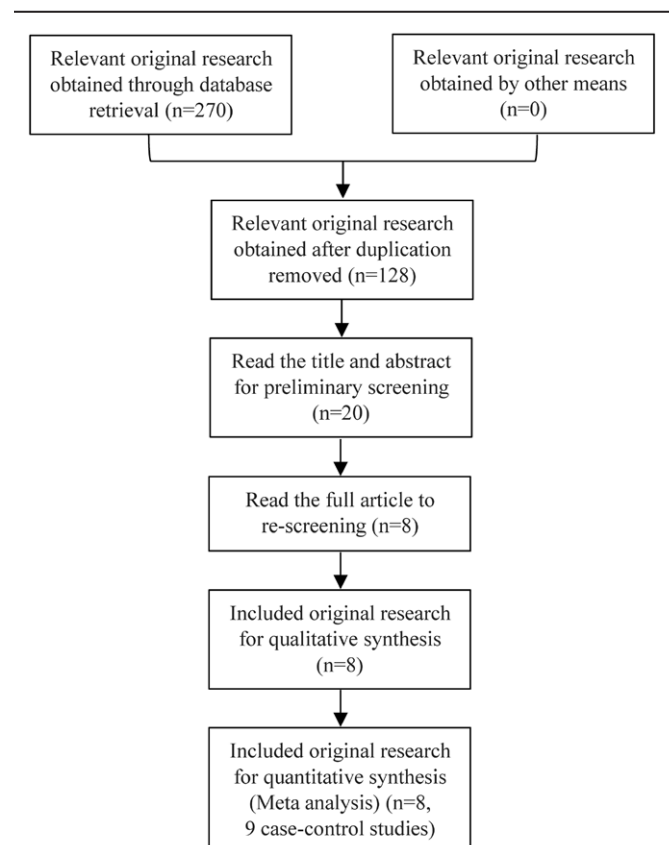 Relevant original research
obtained through database
retrieval (n=270)
Relevant original research
obtained by other means
(n=0)
Relevant original research
obtained after duplication
removed (n=128)
Read the title and abstract
for preliminary screening
(n=20)
Read the full article to
re-screening (n=8)
Included original research
for qualitative synthesis
(n=8)
Included original research
for quantitative synthesis
(Meta analysis) (n=8,
9 case-control studies)